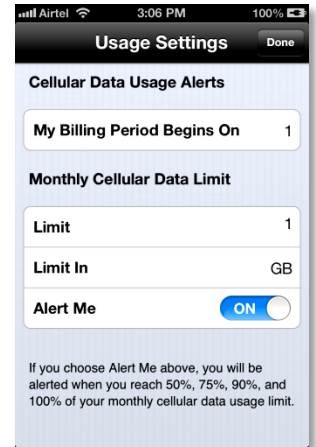 Airtel 3:06 PM 100%
Usage Settings Done
Cellular Data Usage Alerts
My Billing Period Begins On 1
Monthly Cellular Data Limit
Limit 1
Limit In GB
Alert Me ON
If you choose Alert Me above, you will be
alerted when you reach 50%, 75%, 90%, and
100% of your monthly cellular data usage limit.